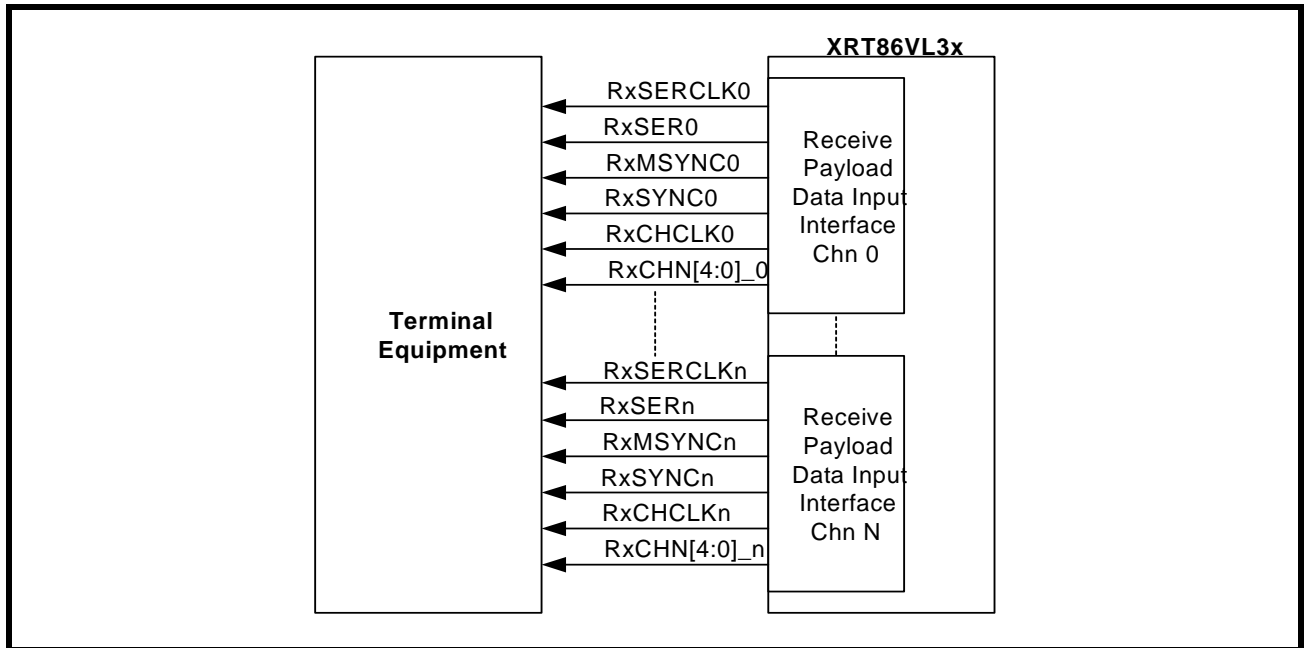 XRT86VL3x
RxSERCLK0
RxSER0
RxMSYNC0
RxSYNC0
RxCHCLK0
RxCHN[4:0]_0
Receive
Payload
Data Input
Interface
Chn 0
Terminal
Equipment
RxSERCLKn
RxSERn
RxMSYNCn
RxSYNCn
RxCHCLKn
RxCHN[4:0]_n
Receive
Payload
Data Input
Interface
Chn N